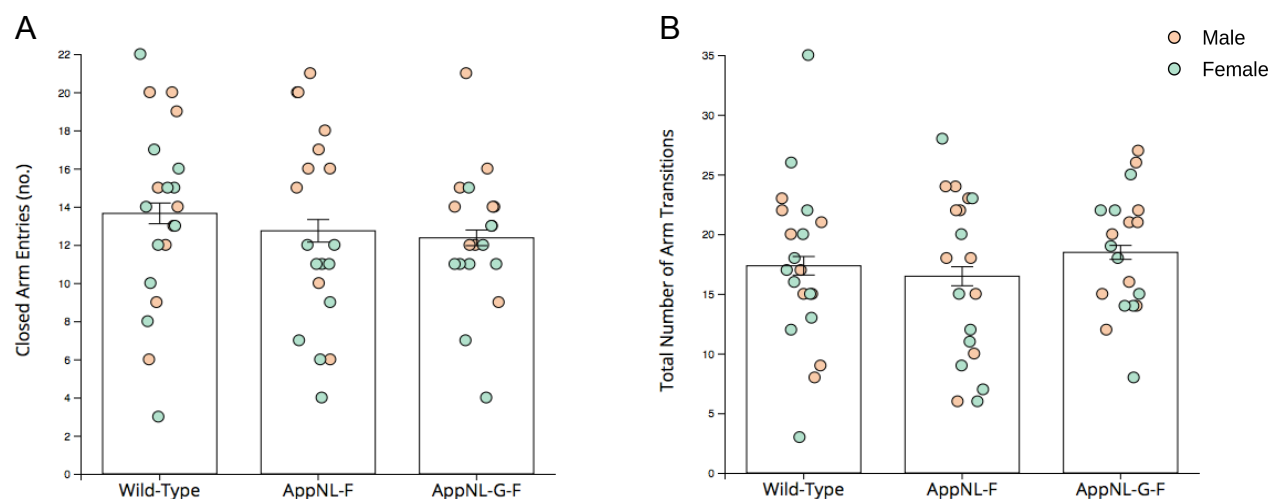 A
B
Male
Female
Closed Arm Entries (no.)
22
20
18
16
14
12
10
8
6
4
2
0
Wild-Type
AppNL-F
AppNL-G-F
Total Number of Arm Transitions
35
30
25
20
15
10
5
0
Wild-Type
AppNL-F
AppNL-G-F